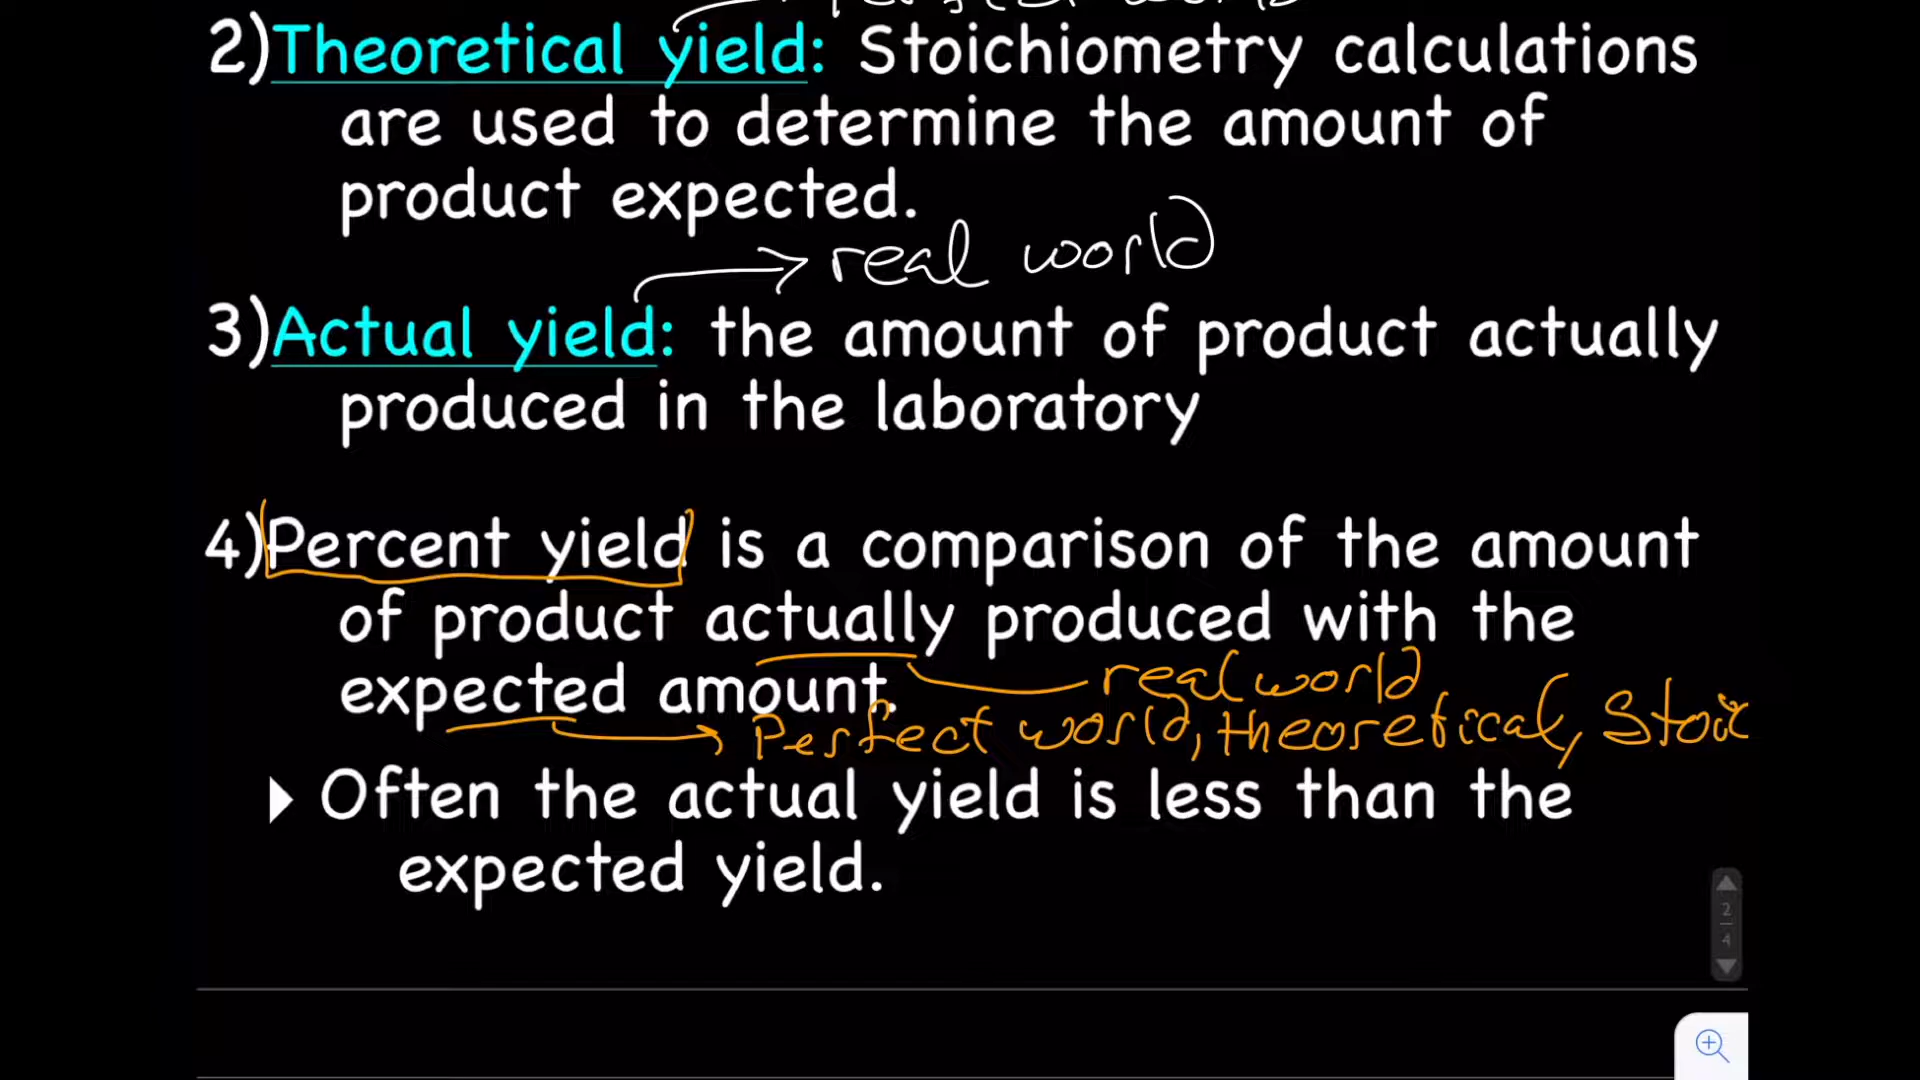 2) Theoretical yield: Stoichiometry calculations
are used to determine the amount of
product expected.
real world
3) Actual yield: the amount of product actually
produced in the laboratory
4) Percent yield is a comparison of the amount
of product actually produced with the
real world
expected amount.
Perfect world, theoretical, Stoic
▶ Often the actual yield is less than the
expected yield.
2
4